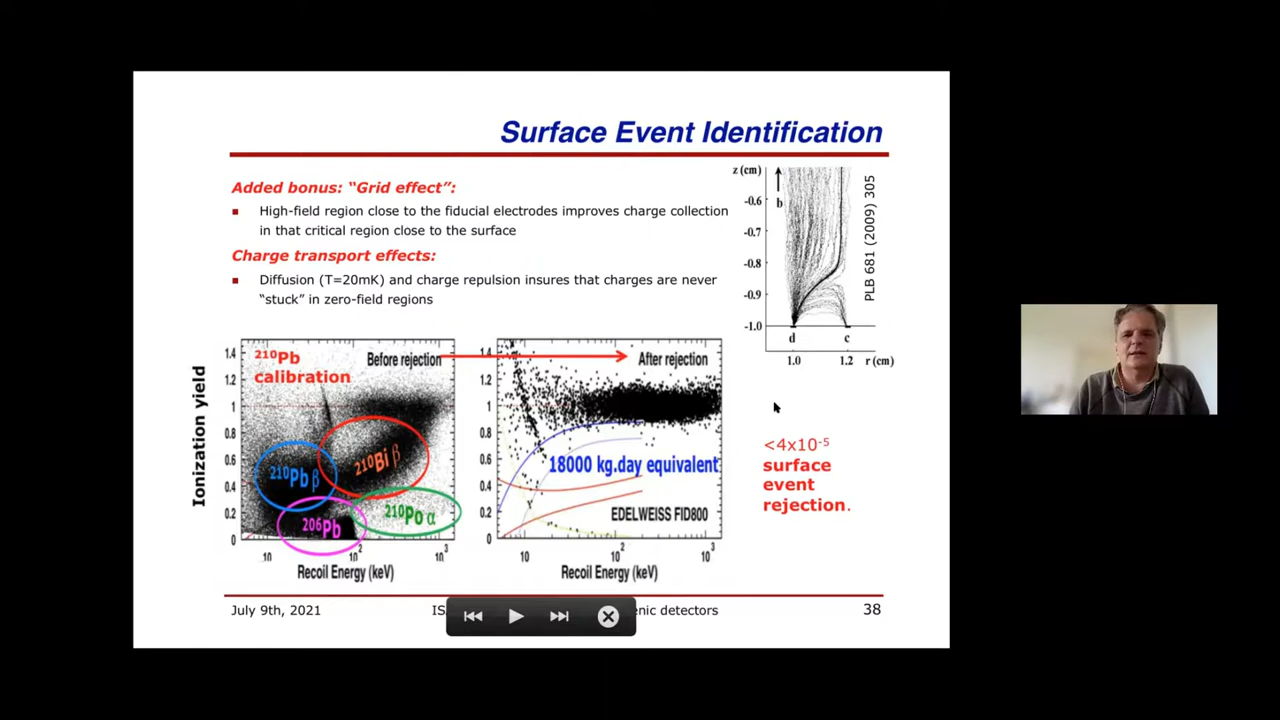 Surface Event Identification
Added bonus: “Grid effect”:
High-field region close to the fiducial electrodes improves charge collection
in that critical region close to the surface
Charge transport effects:
Diffusion (T=20mK) and charge repulsion insures that charges are never
“stuck” in zero-field regions
z (cm)
b
-0.6
-0.7
-0.8
-0.9
-1.0
d
c
1.0
1.2
r (cm)
PLB 681 (2009) 305
Ionization yield
1.4
1.2
1
0.8
0.6
0.4
0.2
0
210Pb
calibration
Before rejection
210Pb β
210Bi β
206Pb
210Po α
10
10²
10³
Recoil Energy (keV)
1.4
1.2
1
0.8
0.6
0.4
0.2
0
After rejection
18000 kg.day equivalent
EDELWEISS FID800
10
10²
10³
Recoil Energy (keV)
<4x10⁻⁵
surface
event
rejection.
July 9th, 2021
detectors
38